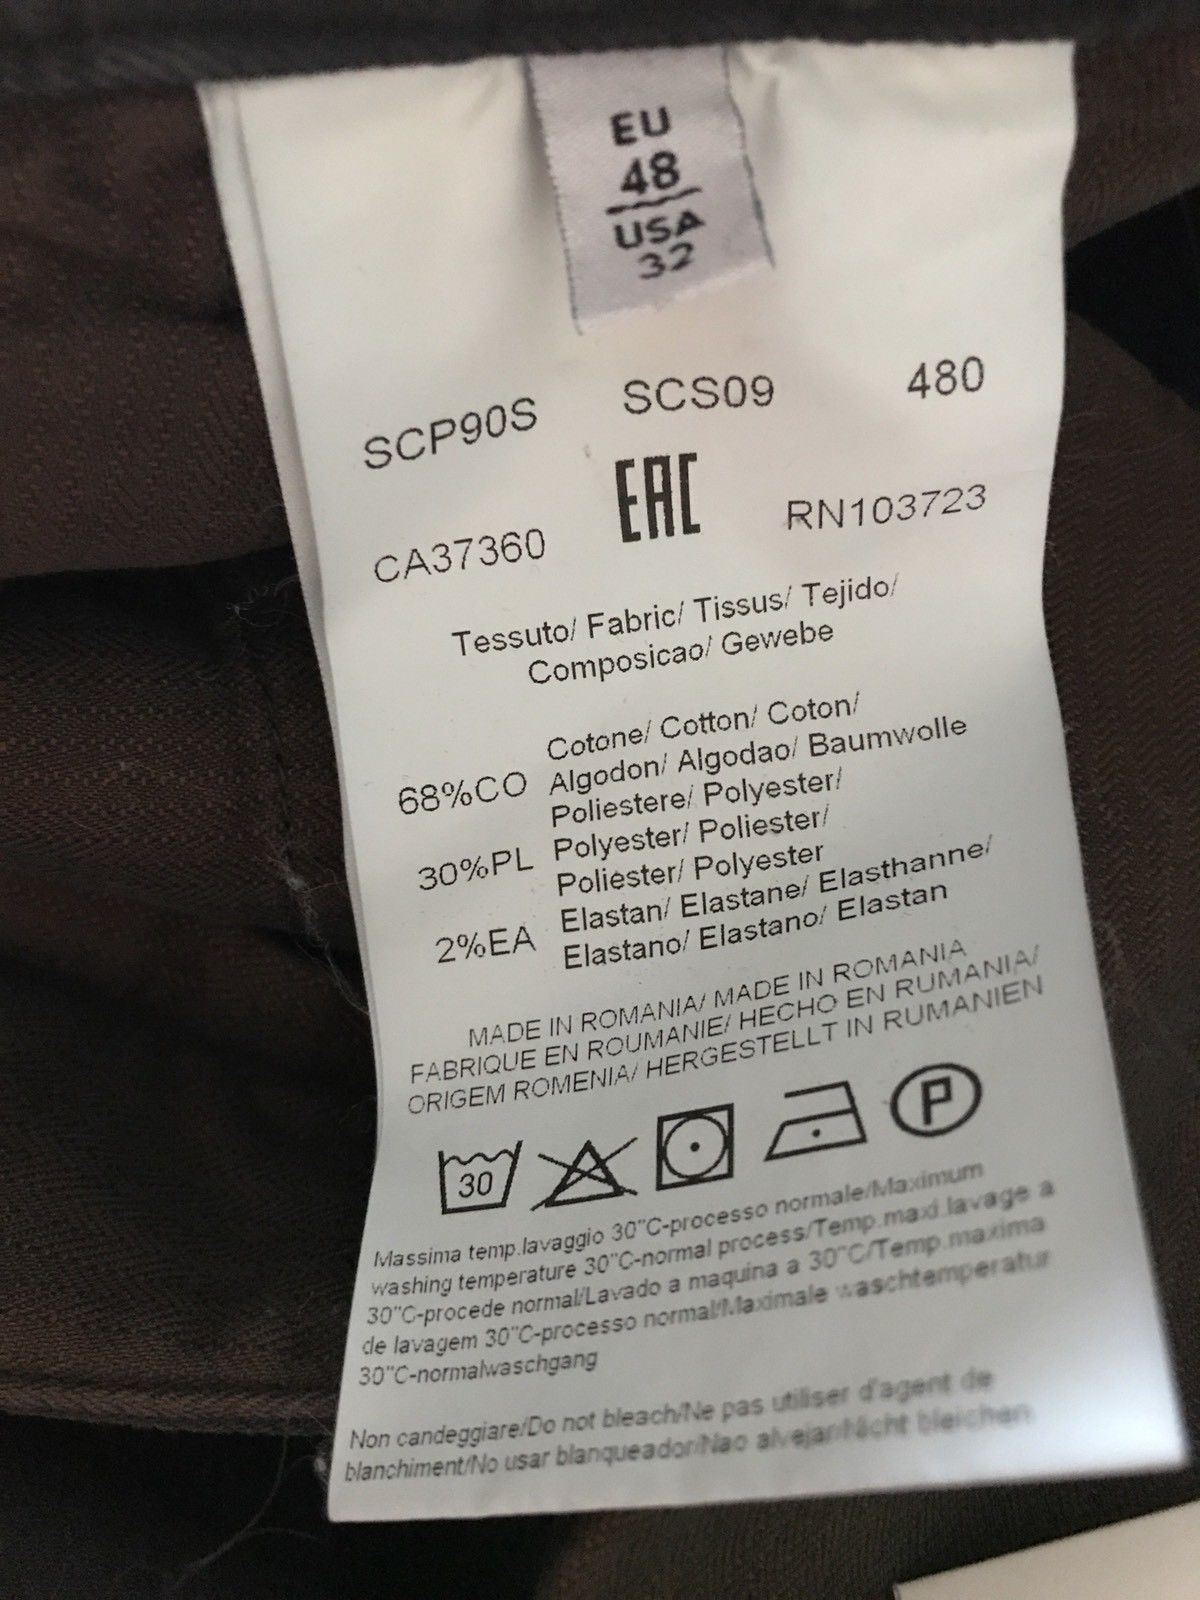 EU
48
USA
32
SCP90S SCS09 480
CA37360 EAC RN103723
Tessuto/ Fabric/ Tissus/ Tejido/
Composicao/ Gewebe
Cotone/ Cotton/ Coton/
68%CO Algodon/ Algodao/ Baumwolle
Poliestere/ Polyester/
30%PL Polyester/ Poliester/
Poliester/ Polyester
2%EA Elastan/ Elastane/ Elasthanne/
Elastano/ Elastano/ Elastan
MADE IN ROMANIA/ MADE IN ROMANIA
FABRIQUE EN ROUMANIE/ HECHO EN RUMANIA/
ORIGEM ROMENIA/ HERGESTELLT IN RUMANIEN
30 P
Massima temp.lavaggio 30"C-processo normale/Maximum
washing temperature 30"C-normal process/Temp.maxi.lavage a
30"C-procede normal/Lavado a maquina a 30"C/Temp.maxima
de lavagem 30"C-processo normal/Maximale waschtemperatur
30"C-normalwaschgang
Non candeggiare/Do not bleach/Ne pas utiliser d'agent de
blanchiment/No usar blanqueador/Nao alvejar/Nicht bleichen